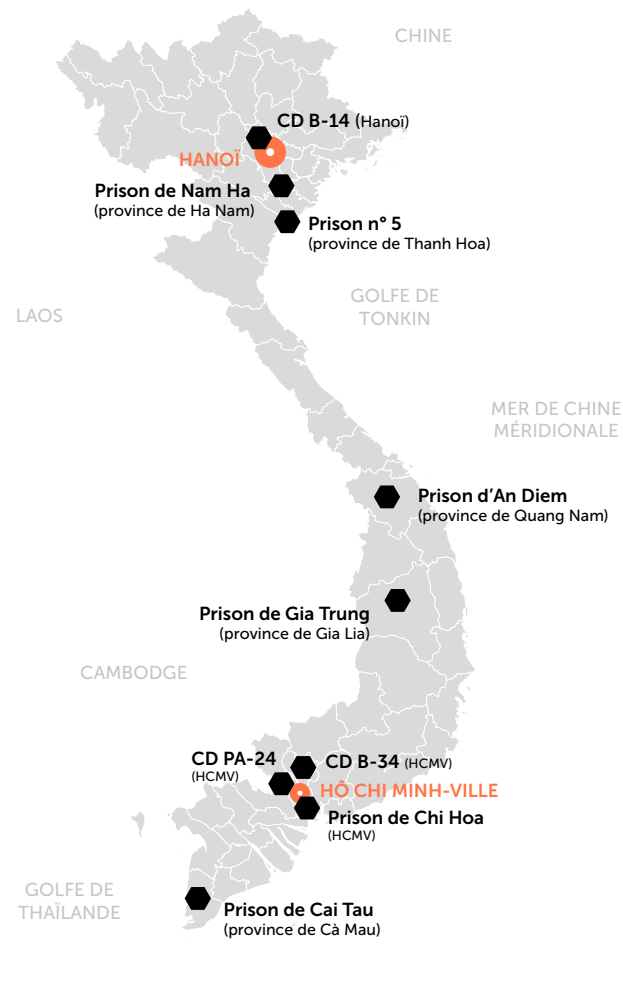 CHINE
CD B-14 (Hanoï)
HANOÏ
Prison de Nam Ha
(province de Ha Nam)
Prison n° 5
(province de Thanh Hoa)
GOLFE DE
TONKIN
LAOS
MER DE CHINE
MÉRIDIONALE
Prison d’An Diem
(province de Quang Nam)
Prison de Gia Trung
(province de Gia Lia)
CAMBODGE
CD PA-24
(HCMV)
CD B-34 (HCMV)
HÔ CHI MINH-VILLE
Prison de Chi Hoa
(HCMV)
GOLFE DE
THAÏLANDE
Prison de Cai Tau
(province de Cà Mau)